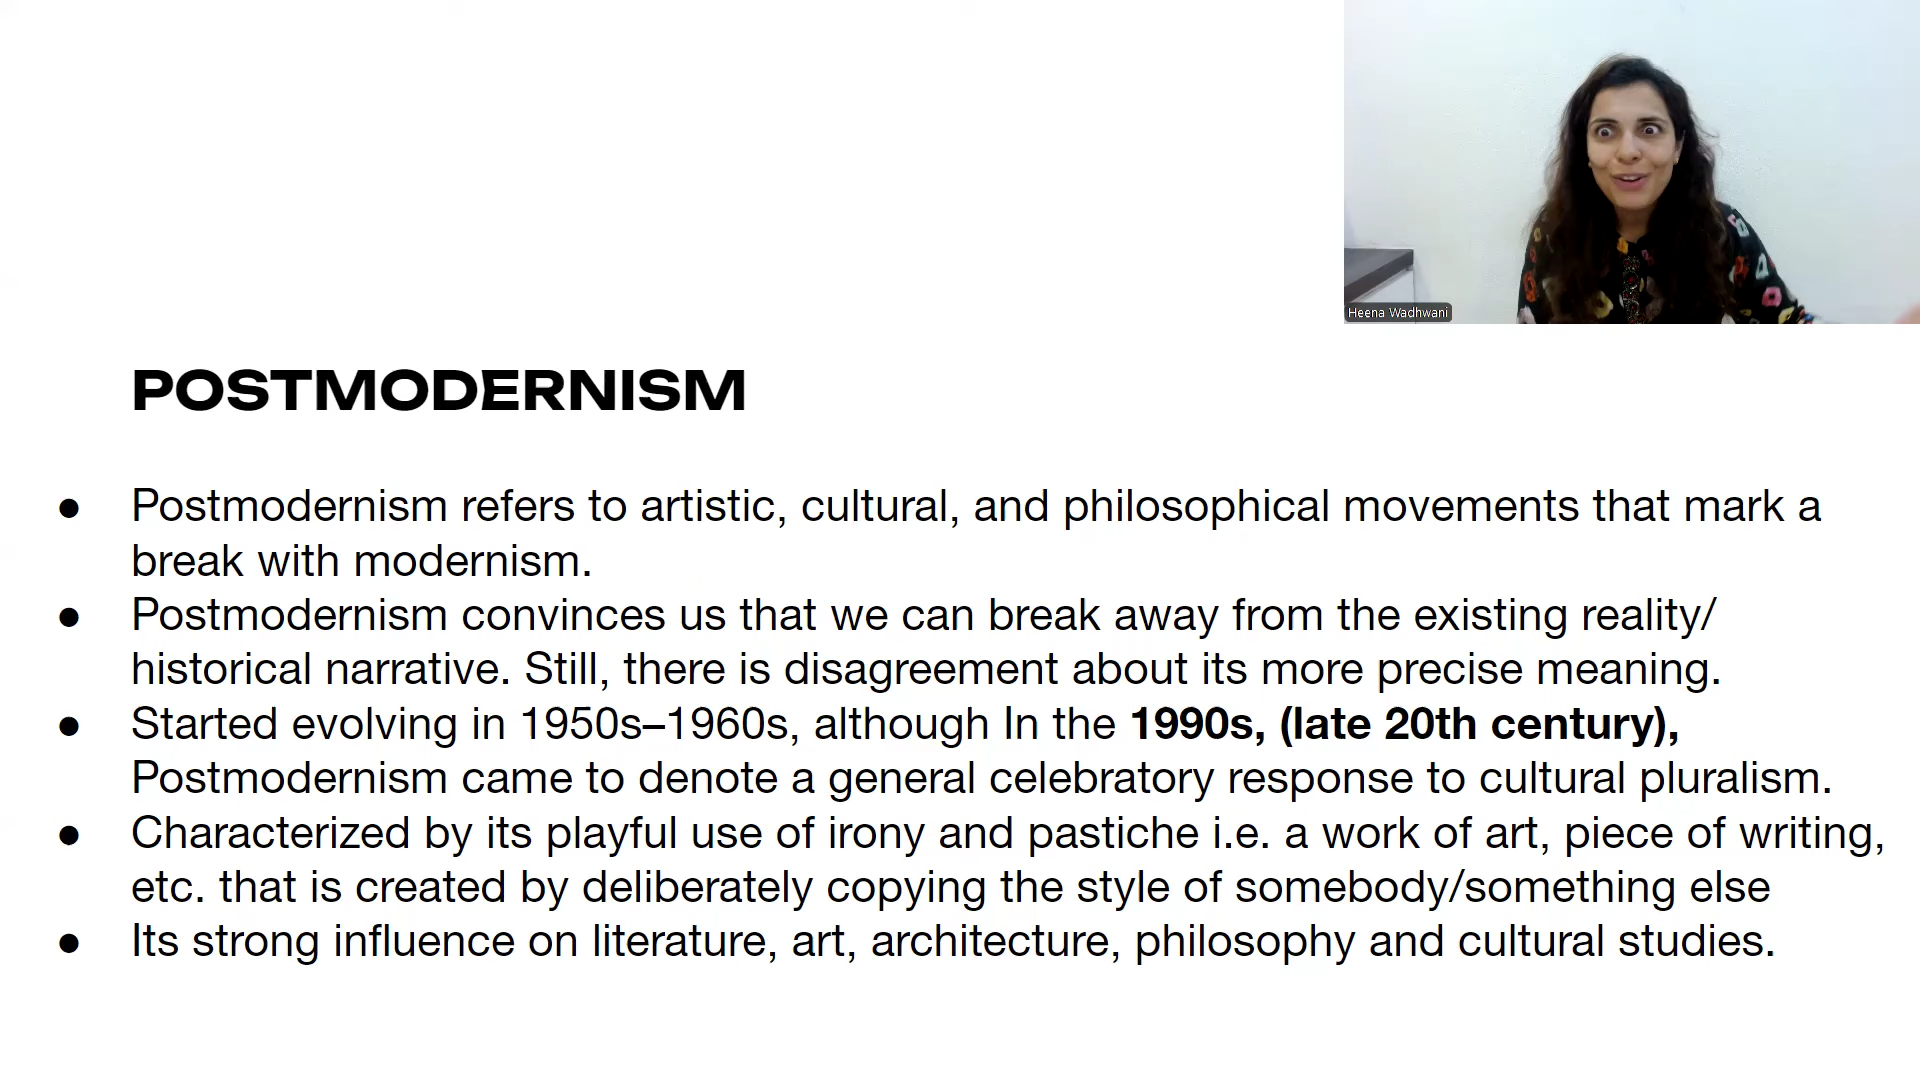 Heena Wadhwani
POSTMODERNISM
● Postmodernism refers to artistic, cultural, and philosophical movements that mark a
break with modernism.
● Postmodernism convinces us that we can break away from the existing reality/
historical narrative. Still, there is disagreement about its more precise meaning.
● Started evolving in 1950s–1960s, although In the 1990s, (late 20th century),
Postmodernism came to denote a general celebratory response to cultural pluralism.
● Characterized by its playful use of irony and pastiche i.e. a work of art, piece of writing,
etc. that is created by deliberately copying the style of somebody/something else
● Its strong influence on literature, art, architecture, philosophy and cultural studies.